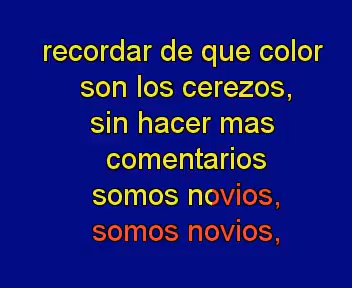 recordar de que color
son los cerezos,
sin hacer mas
comentarios
somos novios,
somos novios,